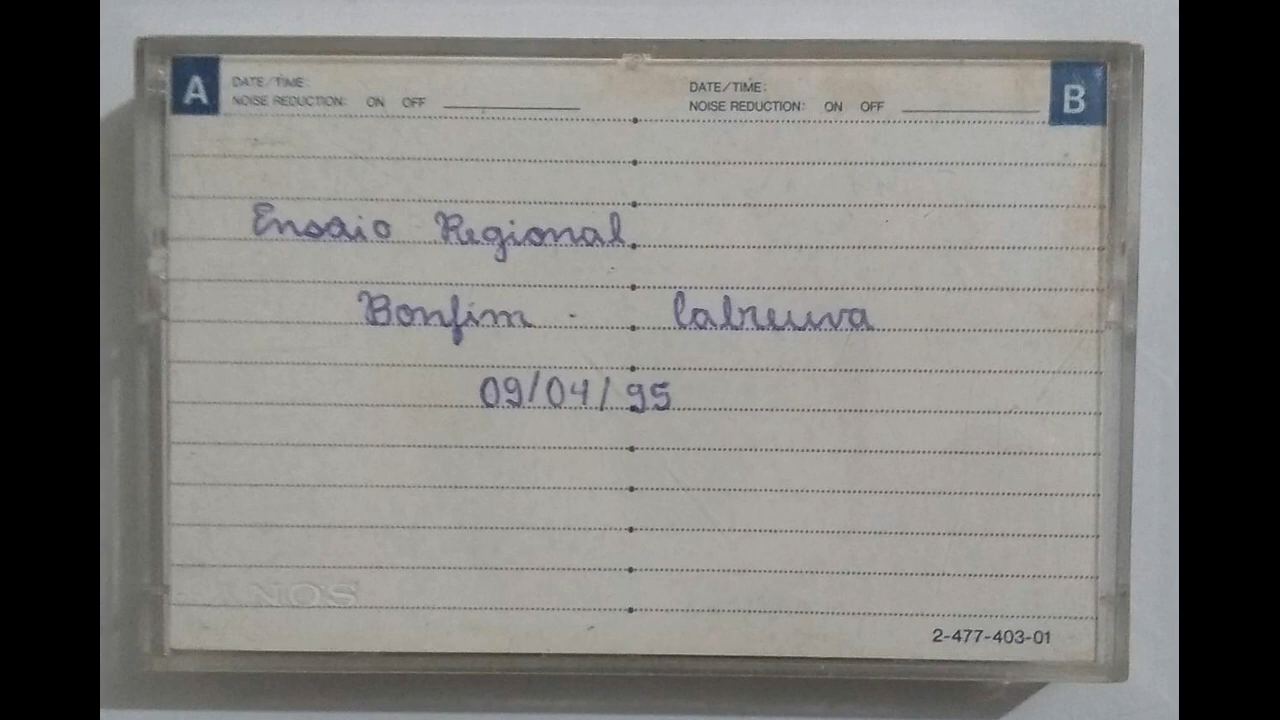 A DATE/TIME: DATE/TIME: B
NOISE REDUCTION: ON OFF NOISE REDUCTION: ON OFF
Ensaio Regional
Bonfim - Cabreuva
09/04/95
SONY
2-477-403-01